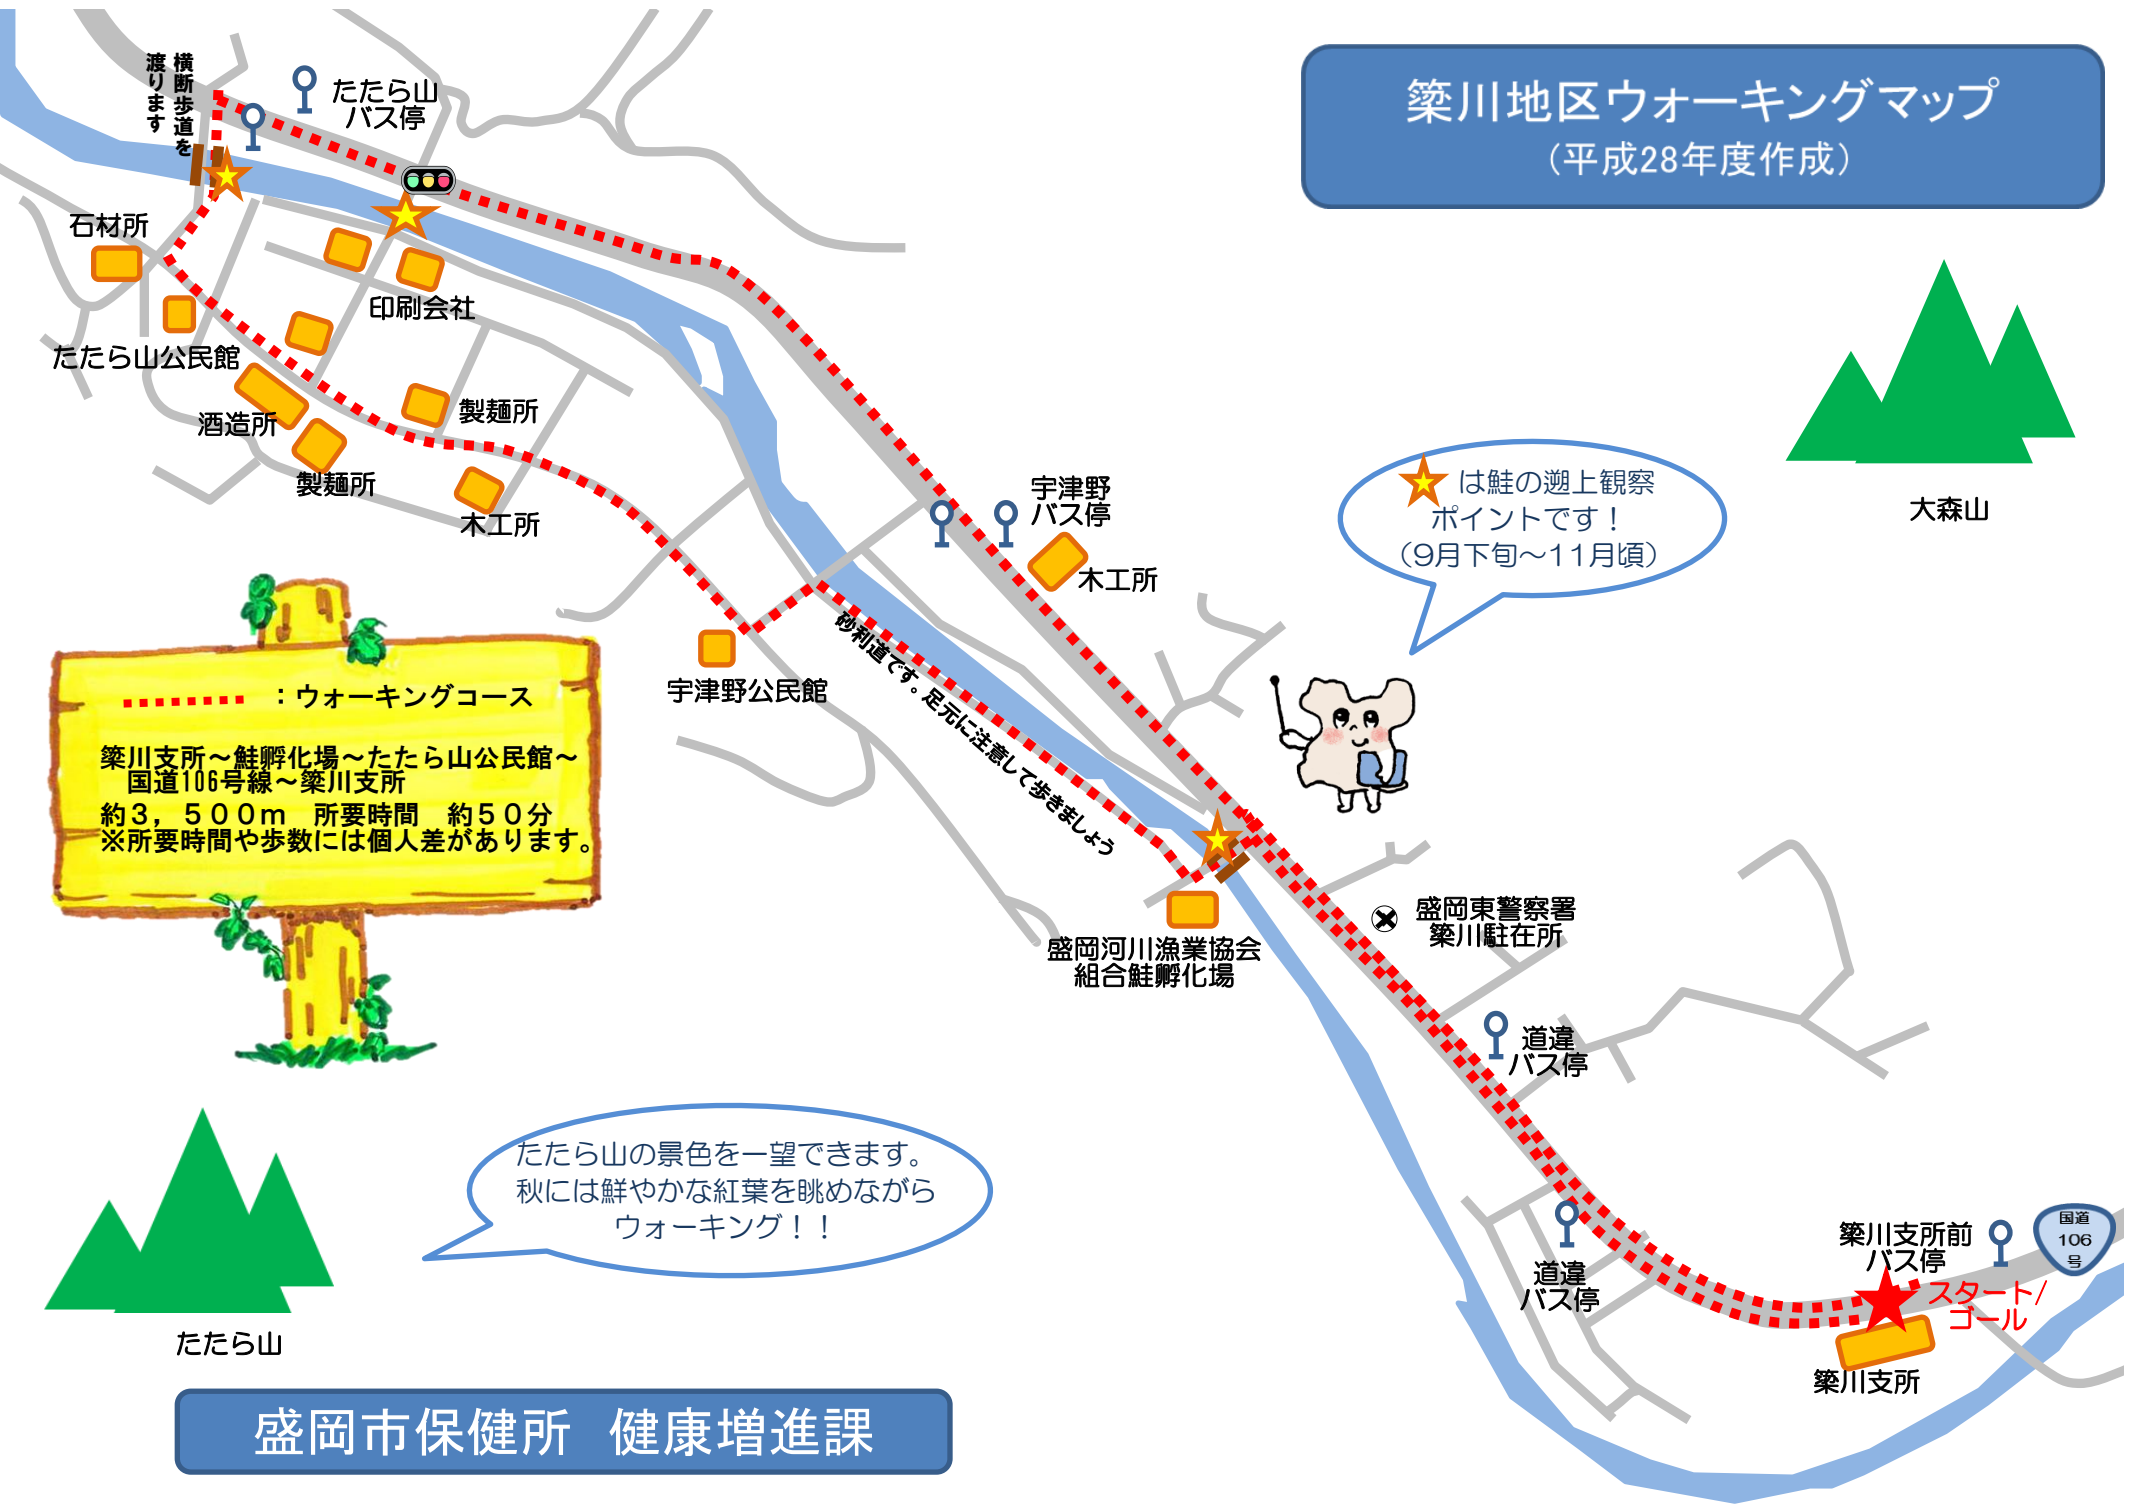 簗川地区ウォーキングマップ
（平成28年度作成）
横断歩道を
渡ります
たたら山
バス停
石材所
印刷会社
たたら山公民館
酒造所
製麺所
製麺所
木工所
宇津野
バス停
木工所
は鮭の遡上観察
ポイントです！
（9月下旬～11月頃）
大森山
宇津野公民館
砂利道です。足元に注意して歩きましょう
：ウォーキングコース
簗川支所～鮭孵化場～たたら山公民館～
国道106号線～簗川支所
約３，５００ｍ　所要時間　約５０分
※所要時間や歩数には個人差があります。
盛岡河川漁業協会
組合鮭孵化場
盛岡東警察署
簗川駐在所
道違
バス停
道違
バス停
簗川支所前
バス停
国道
106
号
スタート/
ゴール
簗川支所
たたら山の景色を一望できます。
秋には鮮やかな紅葉を眺めながら
ウォーキング！！
たたら山
盛岡市保健所　健康増進課